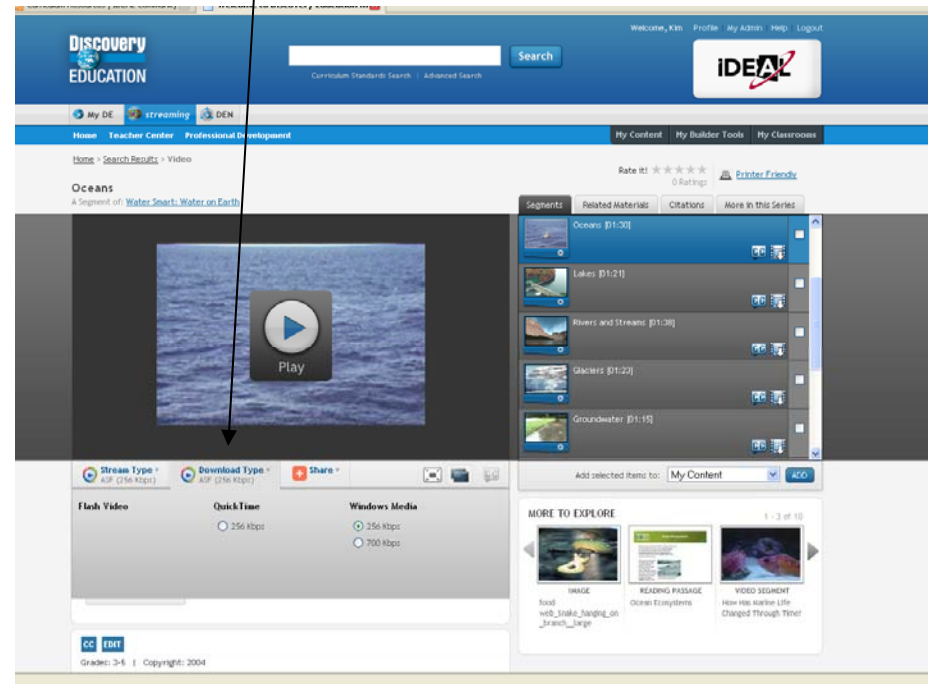 Welcome, Kim Profile My Admin Help Logout
Discovery
EDUCATION
Search
iDEAL
Curriculum Standards Search | Advanced Search
My DE streaming DEN
Home Teacher Center Professional Development
My Content My Builder Tools My Classrooms
Home > Search Results > Video
Rate it!
0 Ratings
Printer Friendly
Oceans
A Segment of: Water Smart: Water on Earth
Segments Related Materials Citations More in this Series
Oceans [01:30]
CC
Lakes [01:21]
CC
Rivers and Streams [01:38]
CC
Play
Glaciers [01:23]
CC
Groundwater [01:15]
CC
Stream Type
ASF (256 Kbps)
Download Type
ASF (256 Kbps)
Share
Add selected items to: My Content ADD
Flash Video QuickTime Windows Media
256 Kbps 256 Kbps
700 Kbps
MORE TO EXPLORE 1 - 3 of 10
IMAGE READING PASSAGE VIDEO SEGMENT
food
web_snake_hanging_on
_branch__large
Ocean Ecosystems
How Has Marine Life
Changed Through Time?
CC EDIT
Grades: 3-5 | Copyright: 2004